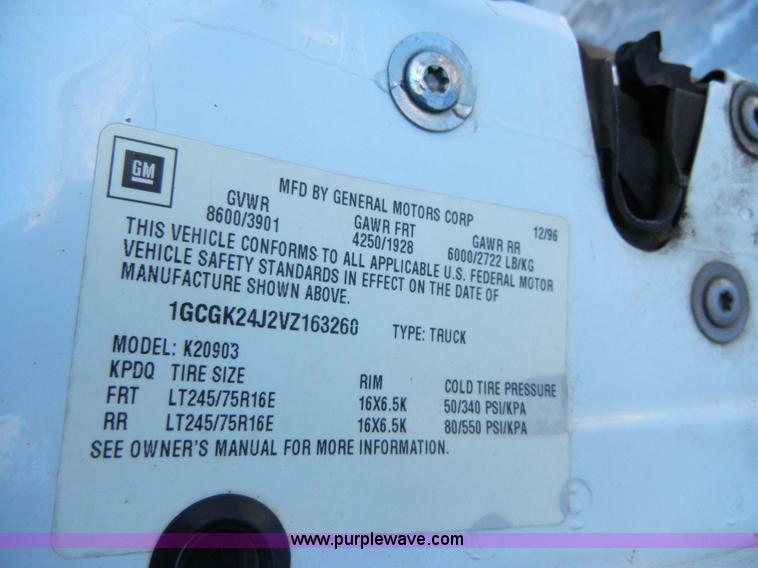 GM
MFD BY GENERAL MOTORS CORP 12/96
GVWR GAWR FRT GAWR RR
8600/3901 4250/1928 6000/2722 LB/KG
THIS VEHICLE CONFORMS TO ALL APPLICABLE U.S. FEDERAL MOTOR
VEHICLE SAFETY STANDARDS IN EFFECT ON THE DATE OF
MANUFACTURE SHOWN ABOVE.
1GCGK24J2VZ163260 TYPE: TRUCK
MODEL: K20903
KPDQ TIRE SIZE RIM COLD TIRE PRESSURE
FRT LT245/75R16E 16X6.5K 50/340 PSI/KPA
RR LT245/75R16E 16X6.5K 80/550 PSI/KPA
SEE OWNER'S MANUAL FOR MORE INFORMATION.
www.purplewave.com